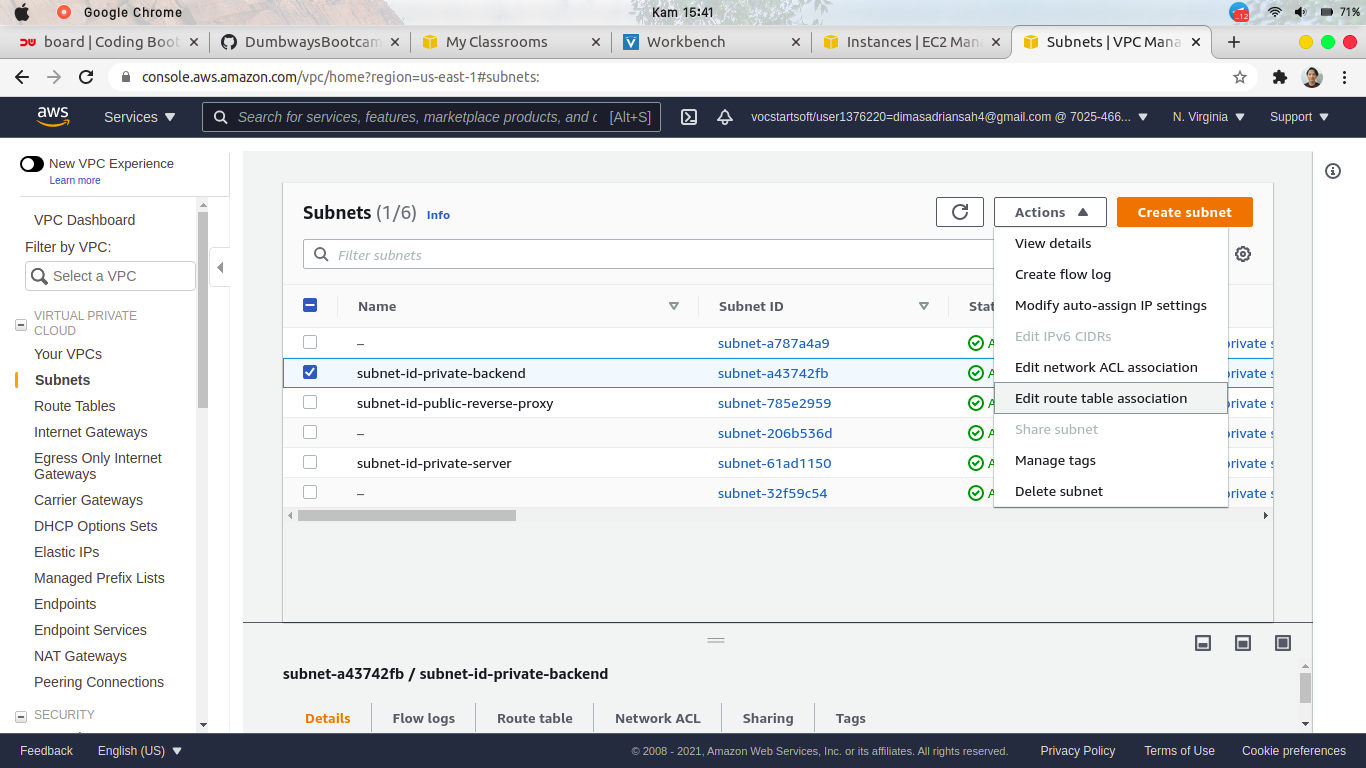 Google Chrome
Kam 15:41
12
71%
board | Coding Boot
DumbwaysBootcam
My Classrooms
Workbench
Instances | EC2 Man
Subnets | VPC Mana
console.aws.amazon.com/vpc/home?region=us-east-1#subnets:
aws
Services
Search for services, features, marketplace products, and d
[Alt+S]
vocstartsoft/user1376220=dimasadriansah4@gmail.com @ 7025-466...
N. Virginia
Support
New VPC Experience
Learn more
VPC Dashboard
Filter by VPC:
Select a VPC
VIRTUAL PRIVATE
CLOUD
Your VPCs
Subnets
Route Tables
Internet Gateways
Egress Only Internet
Gateways
Carrier Gateways
DHCP Options Sets
Elastic IPs
Managed Prefix Lists
Endpoints
Endpoint Services
NAT Gateways
Peering Connections
SECURITY
Subnets (1/6) Info
Actions
Create subnet
Filter subnets
View details
Create flow log
Modify auto-assign IP settings
Edit IPv6 CIDRs
Edit network ACL association
Edit route table association
Share subnet
Manage tags
Delete subnet
Name
Subnet ID
Stat
– subnet-a787a4a9
subnet-id-private-backend subnet-a43742fb
subnet-id-public-reverse-proxy subnet-785e2959
– subnet-206b536d
subnet-id-private-server subnet-61ad1150
– subnet-32f59c54
subnet-a43742fb / subnet-id-private-backend
Details
Flow logs
Route table
Network ACL
Sharing
Tags
Feedback
English (US)
© 2008 - 2021, Amazon Web Services, Inc. or its affiliates. All rights reserved.
Privacy Policy
Terms of Use
Cookie preferences